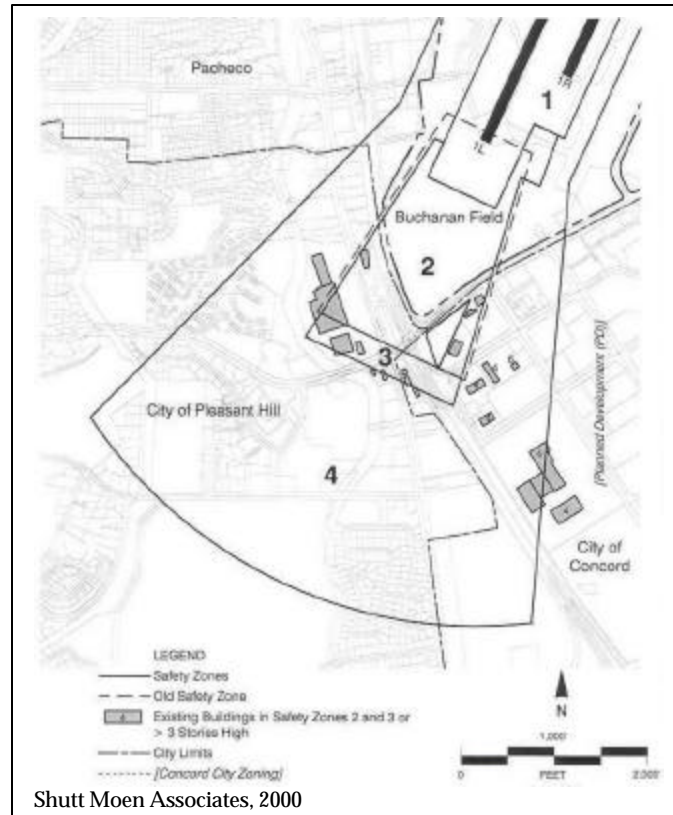 Pacheco
1
1R
1L
Buchanan Field
2
3
[Planned Development (PD)]
City of Pleasant Hill
4
City of
Concord
LEGEND
Safety Zones
Old Safety Zone
4 Existing Buildings in Safety Zones 2 and 3 or
> 3 Stories High
City Limits
[Concord City Zoning]
N
1,000'
0 FEET 2,000'
Shutt Moen Associates, 2000